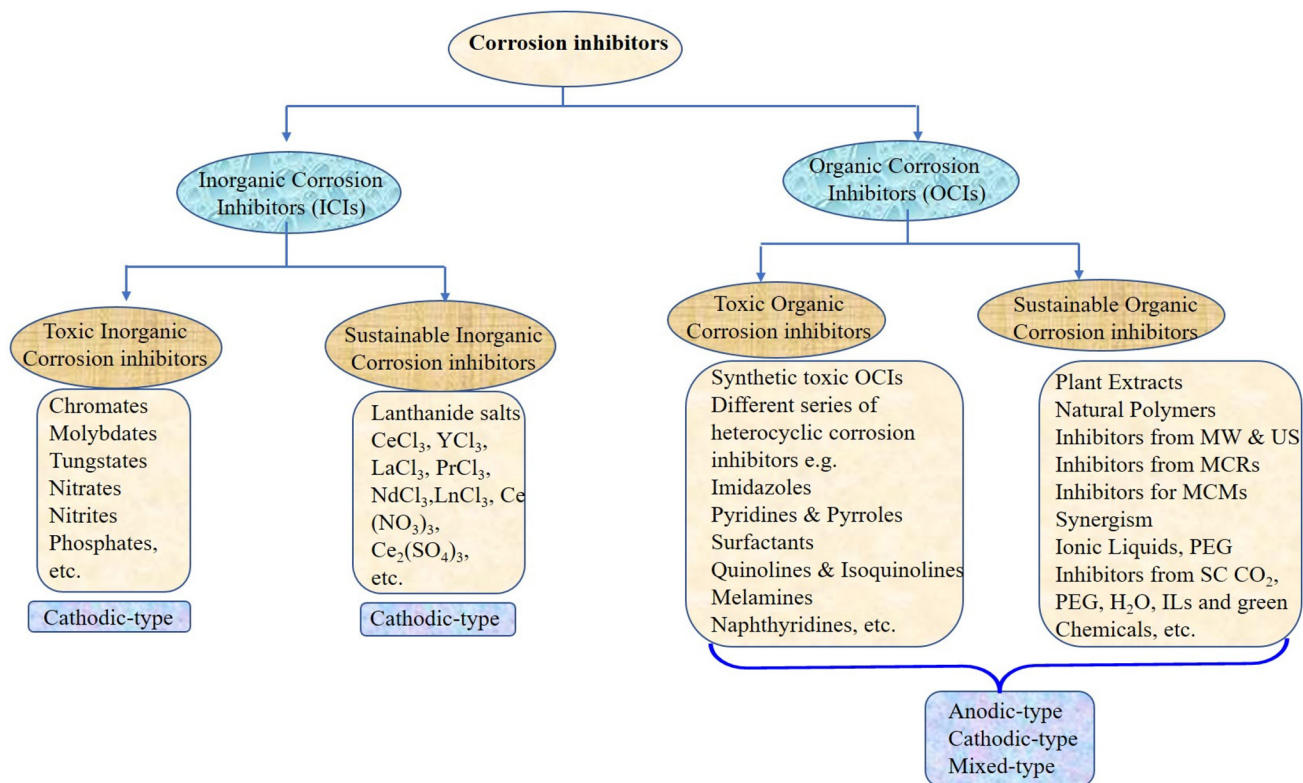 Corrosion inhibitors
Inorganic Corrosion
Inhibitors (ICIs)
Organic Corrosion
Inhibitors (OCIs)
Toxic Inorganic
Corrosion inhibitors
Sustainable Inorganic
Corrosion inhibitors
Toxic Organic
Corrosion inhibitors
Sustainable Organic
Corrosion inhibitors
Chromates
Molybdates
Tungstates
Nitrates
Nitrites
Phosphates,
etc.
Cathodic-type
Lanthanide salts
CeCl₃, YCl₃,
LaCl₃, PrCl₃,
NdCl₃,LnCl₃, Ce
(NO₃)₃,
Ce₂(SO₄)₃,
etc.
Cathodic-type
Synthetic toxic OCIs
Different series of
heterocyclic corrosion
inhibitors e.g.
Imidazoles
Pyridines & Pyrroles
Surfactants
Quinolines & Isoquinolines
Melamines
Naphthyridines, etc.
Plant Extracts
Natural Polymers
Inhibitors from MW & US
Inhibitors from MCRs
Inhibitors for MCMs
Synergism
Ionic Liquids, PEG
Inhibitors from SC CO₂,
PEG, H₂O, ILs and green
Chemicals, etc.
Anodic-type
Cathodic-type
Mixed-type